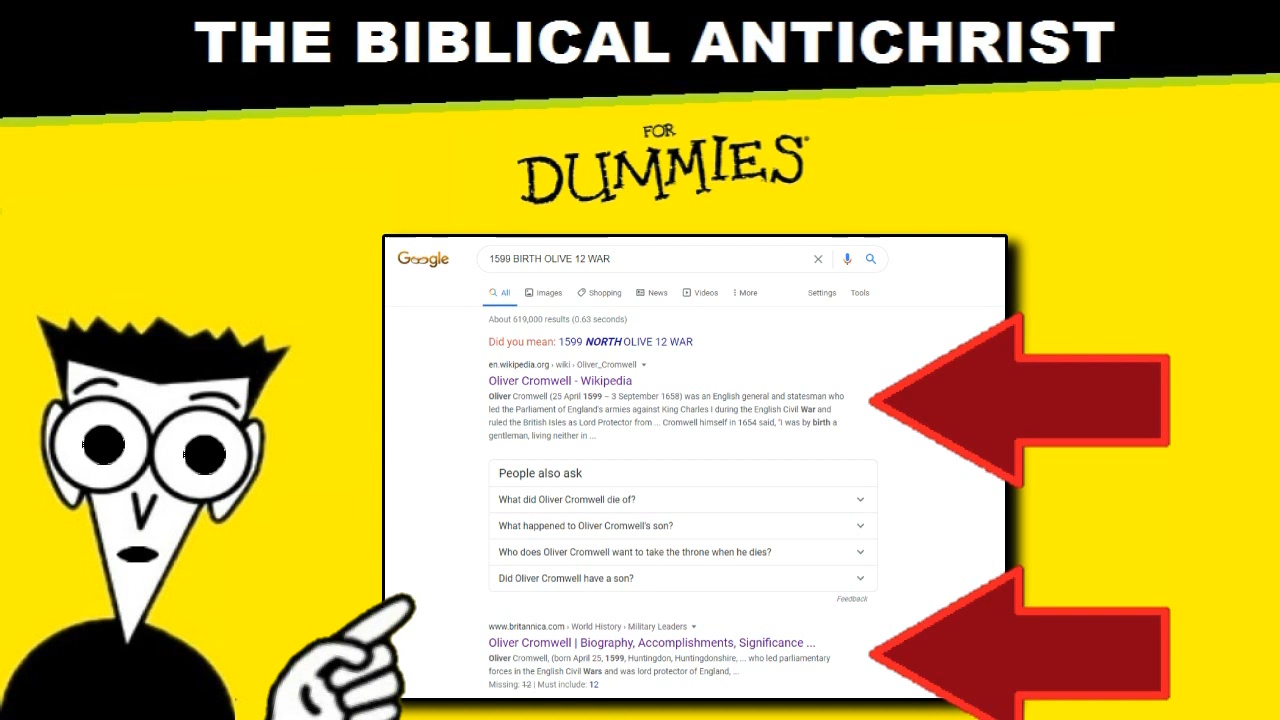 THE BIBLICAL ANTICHRIST
FOR
DUMMIES®
Google
1599 BIRTH OLIVE 12 WAR
All Images Shopping News Videos More Settings Tools
About 619,000 results (0.63 seconds)
Did you mean: 1599 NORTH OLIVE 12 WAR
en.wikipedia.org › wiki › Oliver_Cromwell
Oliver Cromwell - Wikipedia
Oliver Cromwell (25 April 1599 – 3 September 1658) was an English general and statesman who
led the Parliament of England's armies against King Charles I during the English Civil War and
ruled the British Isles as Lord Protector from ... Cromwell himself in 1654 said, "I was by birth a
gentleman, living neither in ...
People also ask
What did Oliver Cromwell die of?
What happened to Oliver Cromwell's son?
Who does Oliver Cromwell want to take the throne when he dies?
Did Oliver Cromwell have a son?
Feedback
www.britannica.com › World History › Military Leaders
Oliver Cromwell | Biography, Accomplishments, Significance ...
Oliver Cromwell, (born April 25, 1599, Huntingdon, Huntingdonshire, ... who led parliamentary
forces in the English Civil Wars and was lord protector of England, ...
Missing: 12 | Must include: 12